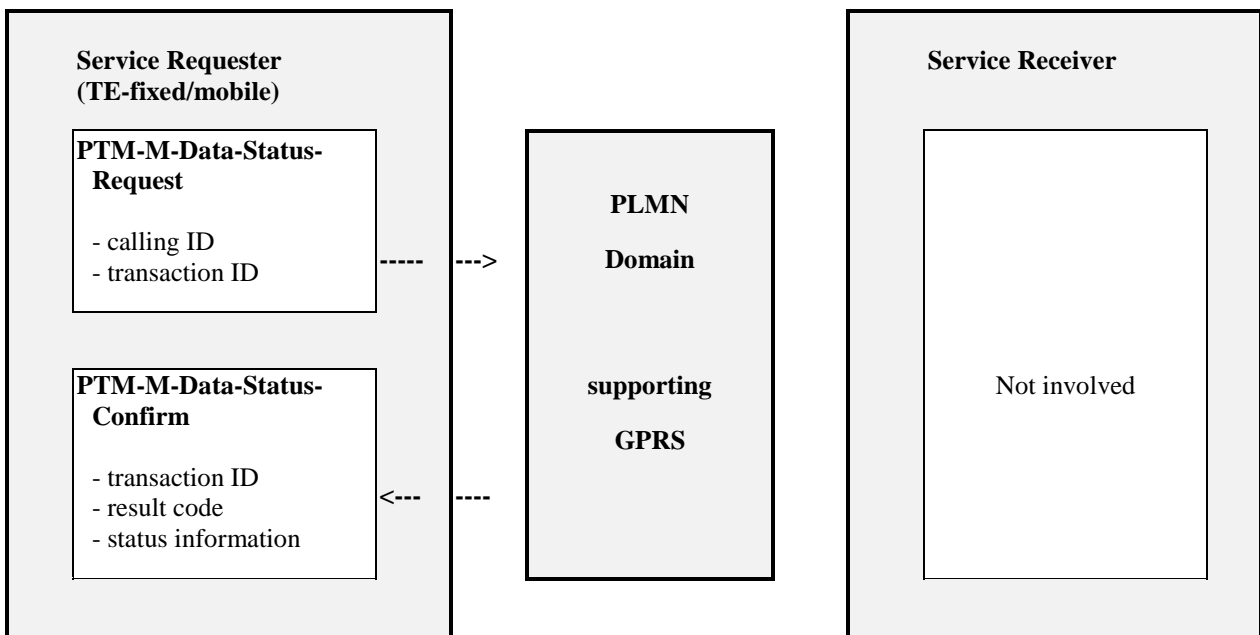 Service Requester
(TE-fixed/mobile)
PTM-M-Data-Status-
Request
- calling ID
- transaction ID
----- --->
PTM-M-Data-Status-
Confirm
- transaction ID
- result code
- status information
<--- ----
PLMN
Domain
supporting
GPRS
Service Receiver
Not involved